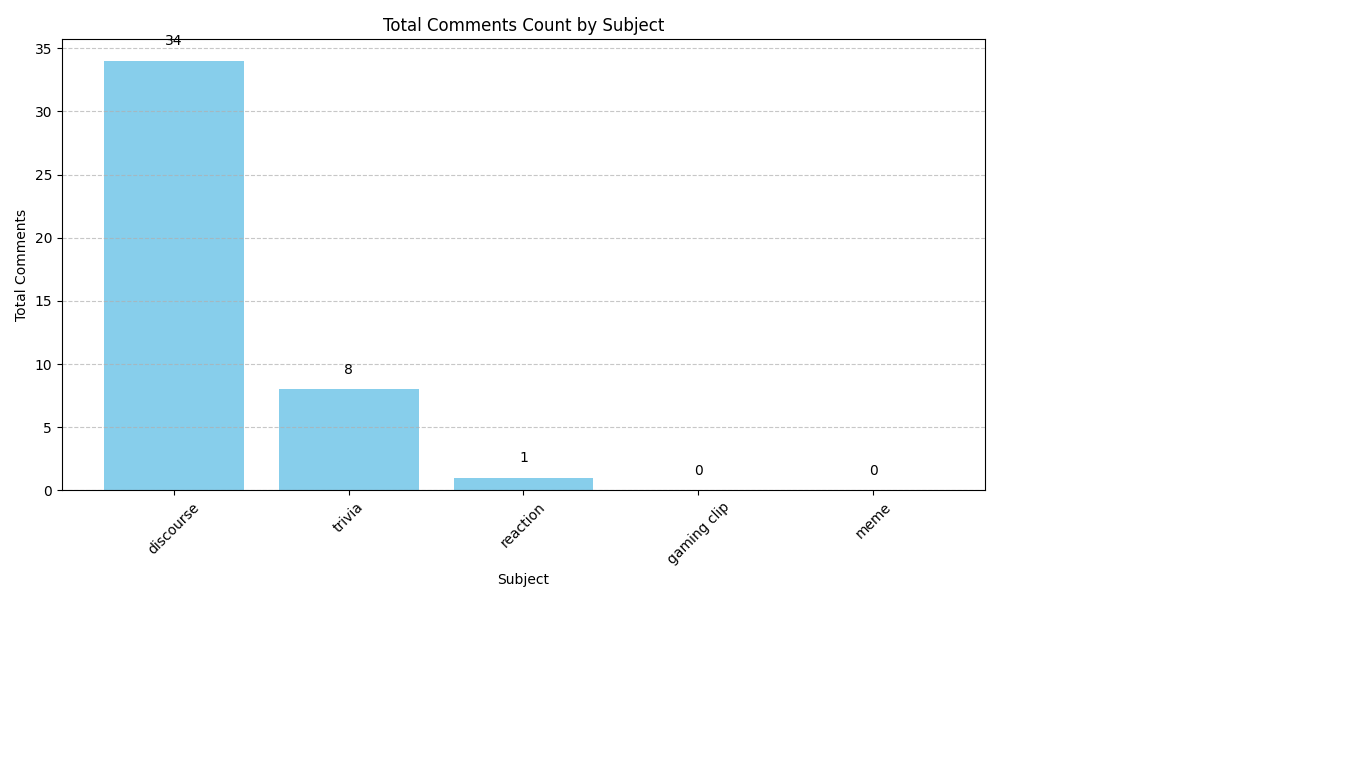 Total Comments Count by Subject
Total Comments
35
30
25
20
15
10
5
0
34
8
1
0
0
discourse
trivia
reaction
gaming clip
meme
Subject